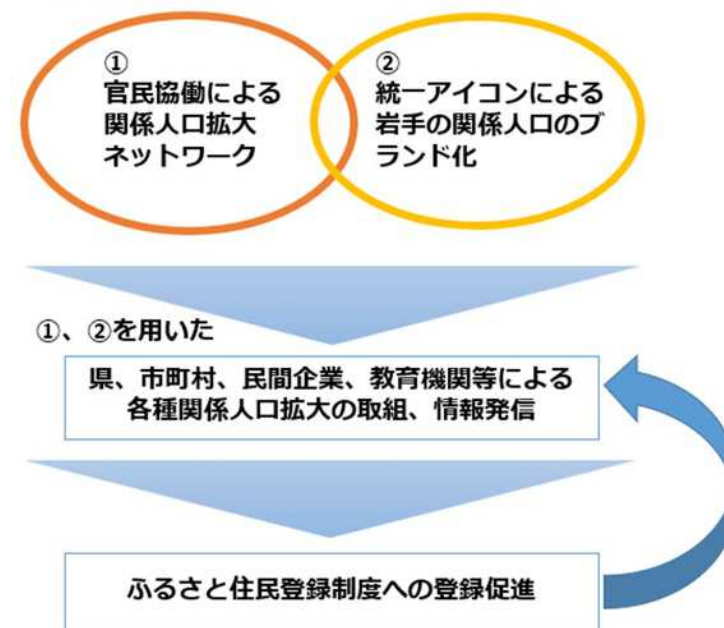 ①
官民協働による
関係人口拡大
ネットワーク
②
統一アイコンによる
岩手の関係人口のブ
ランド化
①、②を用いた
県、市町村、民間企業、教育機関等による
各種関係人口拡大の取組、情報発信
ふるさと住民登録制度への登録促進